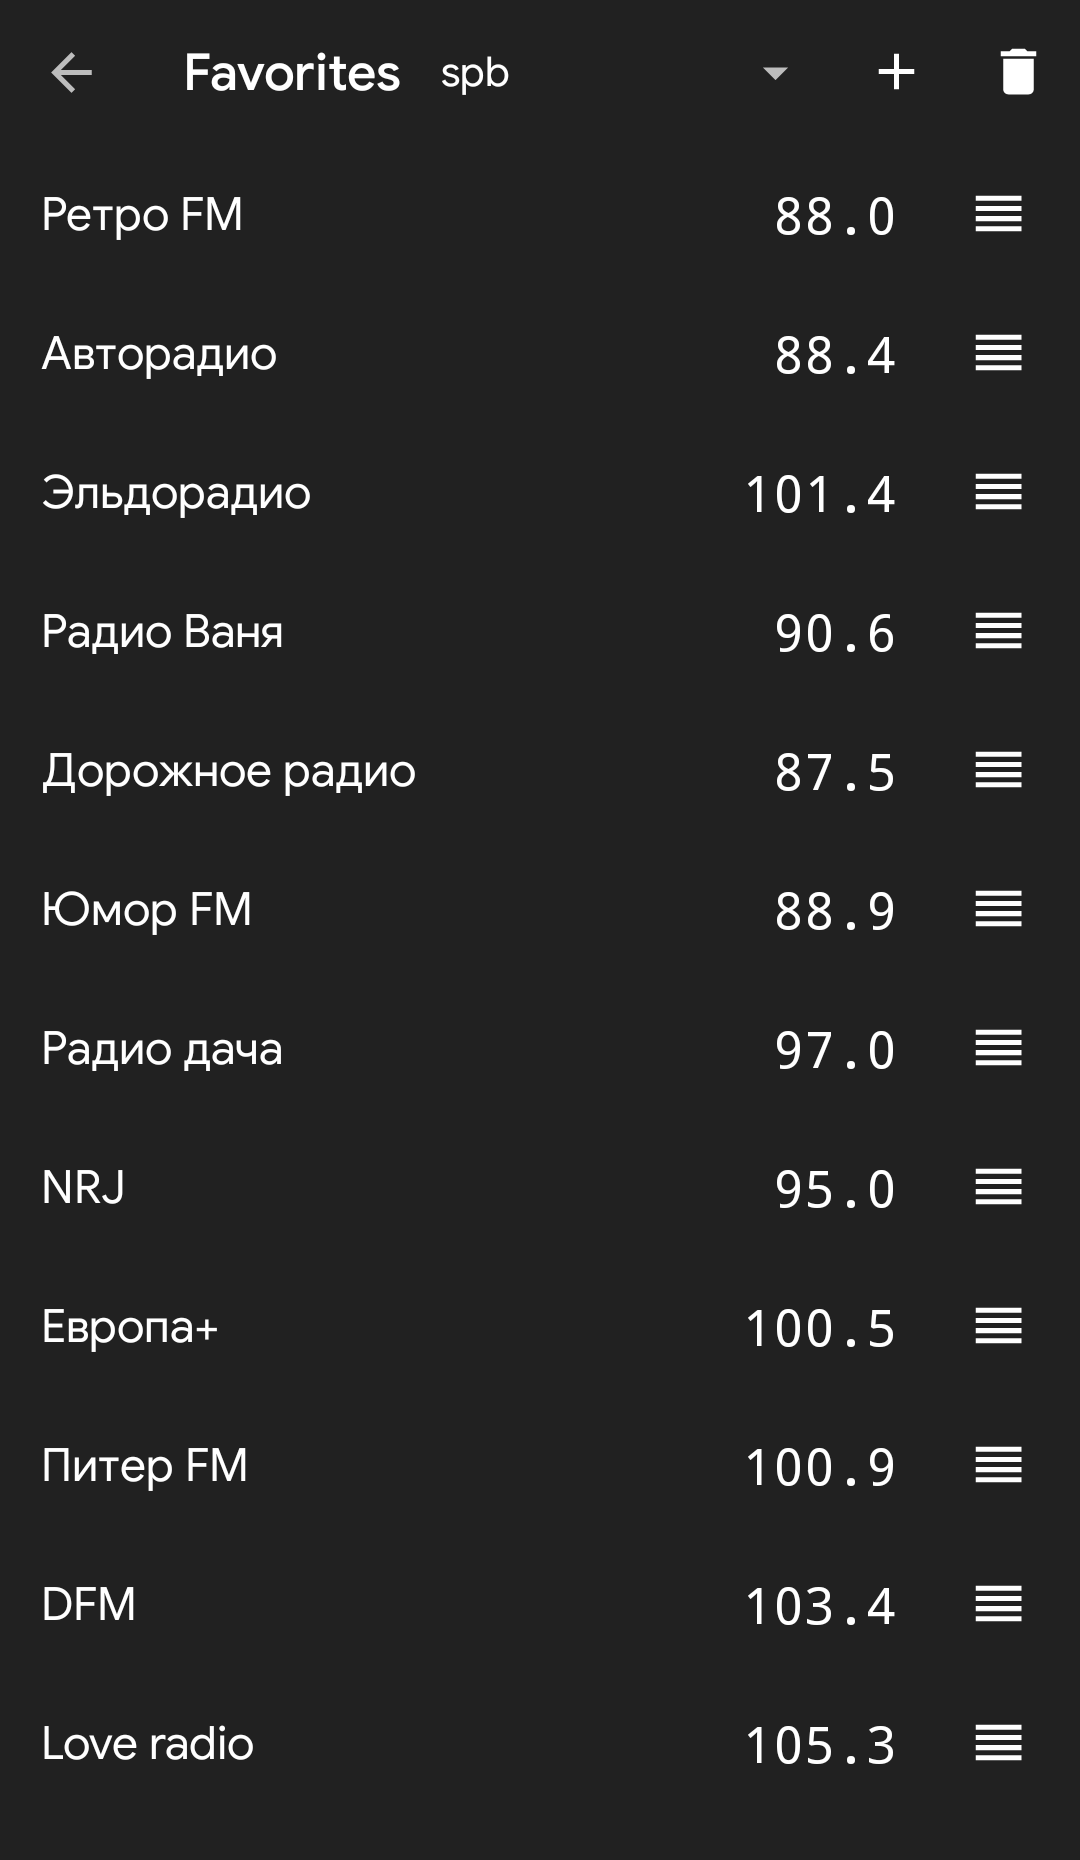 Favorites spb
Ретро FM 88.0
Авторадио 88.4
Эльдорадио 101.4
Радио Ваня 90.6
Дорожное радио 87.5
Юмор FM 88.9
Радио дача 97.0
NRJ 95.0
Европа+ 100.5
Питер FM 100.9
DFM 103.4
Love radio 105.3